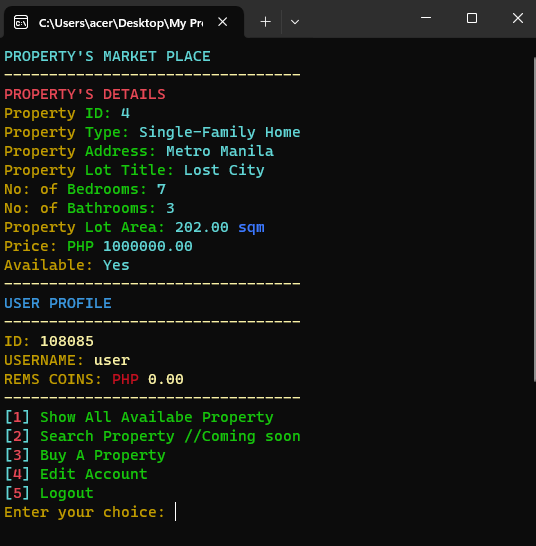 C:\Users\acer\Desktop\My Pr
PROPERTY'S MARKET PLACE
---------------------------------
PROPERTY'S DETAILS
Property ID: 4
Property Type: Single-Family Home
Property Address: Metro Manila
Property Lot Title: Lost City
No: of Bedrooms: 7
No: of Bathrooms: 3
Property Lot Area: 202.00 sqm
Price: PHP 1000000.00
Available: Yes
---------------------------------
USER PROFILE
---------------------------------
ID: 108085
USERNAME: user
REMS COINS: PHP 0.00
---------------------------------
[1] Show All Availabe Property
[2] Search Property //Coming soon
[3] Buy A Property
[4] Edit Account
[5] Logout
Enter your choice: